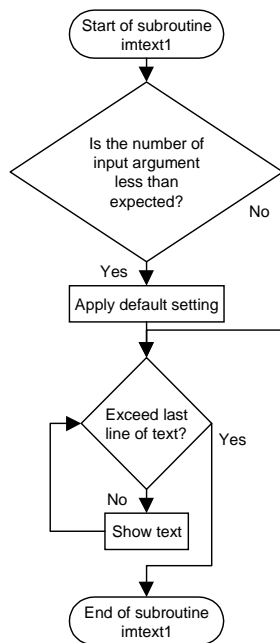 Start of subroutine
imtext1
Is the number of
input argument
less than
expected?
No
Yes
Apply default setting
Exceed last
line of text?
Yes
No
Show text
End of subroutine
imtext1